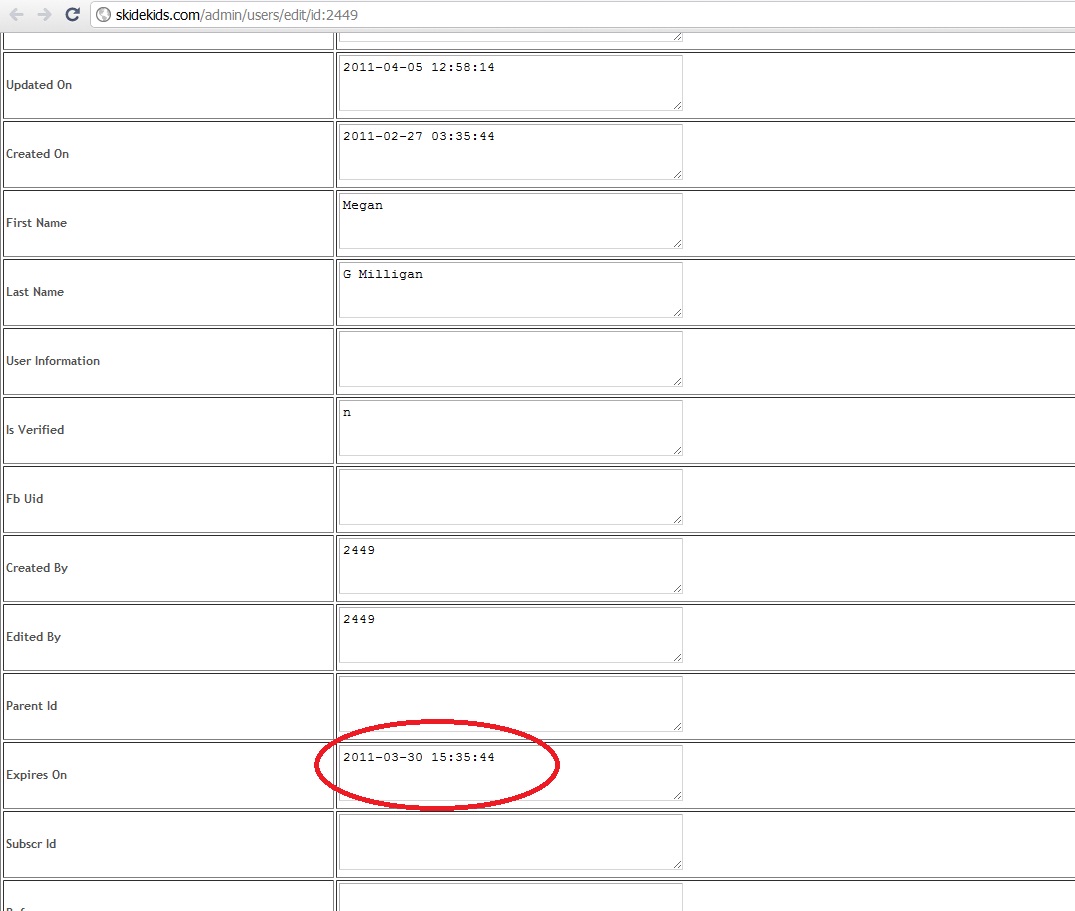 skidekids.com/admin/users/edit/id:2449
Updated On
2011-04-05 12:58:14
Created On
2011-02-27 03:35:44
First Name
Megan
Last Name
G Milligan
User Information
Is Verified
n
Fb Uid
Created By
2449
Edited By
2449
Parent Id
Expires On
2011-03-30 15:35:44
Subscr Id